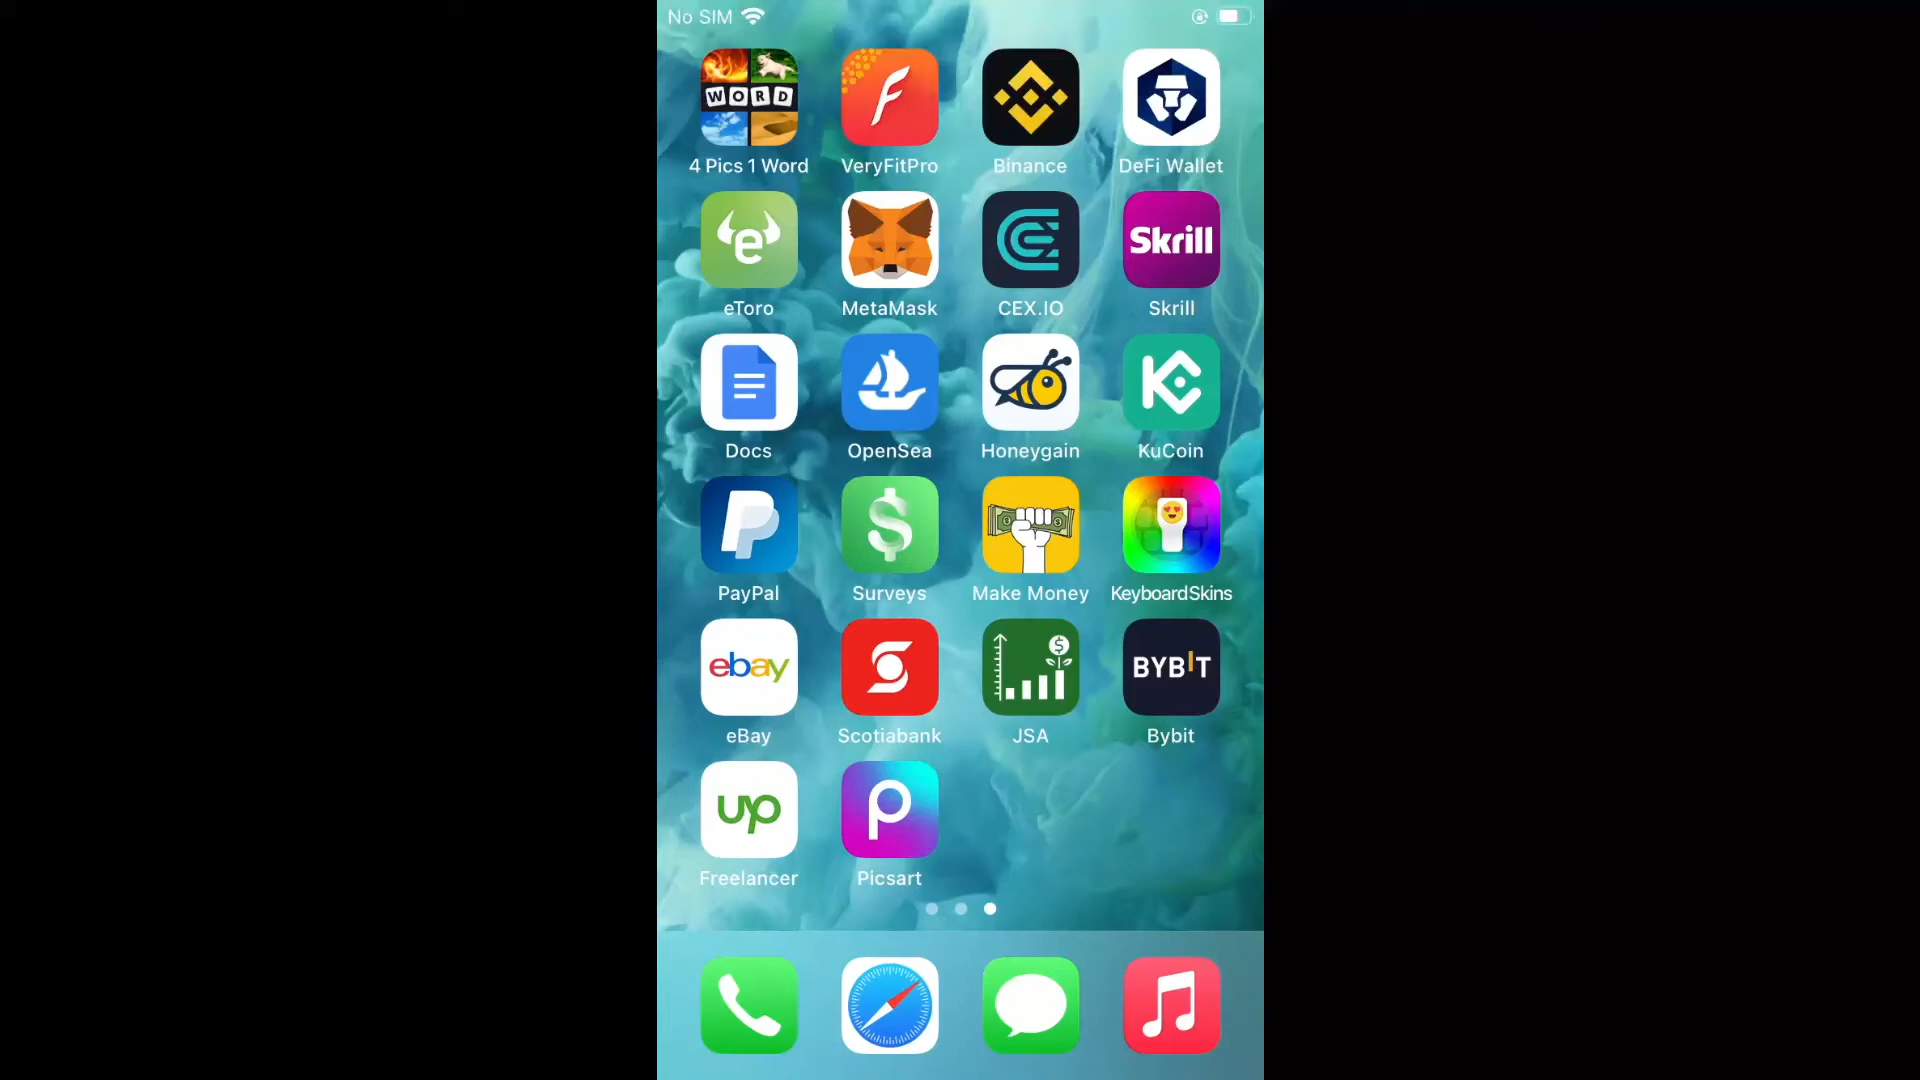 No SIM
WORD
4 Pics 1 Word
VeryFitPro
Binance
DeFi Wallet
e
Skrill
eToro
MetaMask
CEX.IO
Skrill
Docs
OpenSea
Honeygain
KuCoin
PayPal
Surveys
Make Money
KeyboardSkins
ebay
BYBIT
eBay
Scotiabank
JSA
Bybit
up
Freelancer
Picsart